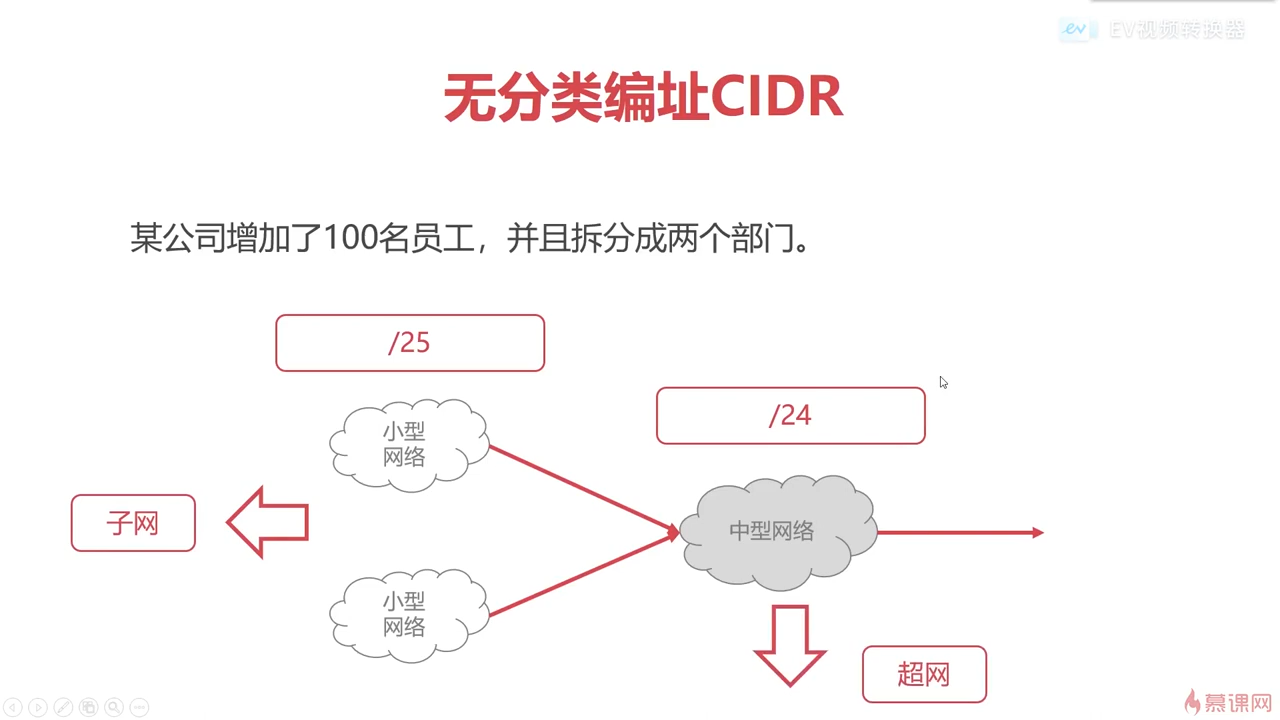 EV视频转换器
无分类编址CIDR
某公司增加了100名员工，并且拆分成两个部门。
/25
/24
小型
网络
子网
中型网络
小型
网络
超网
慕课网